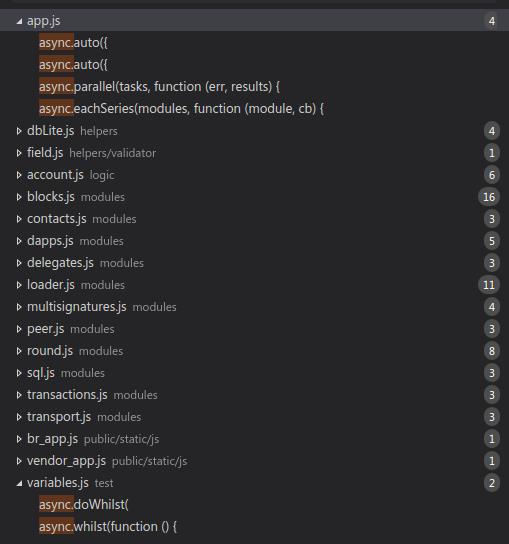 app.js 4
async.auto({
async.auto({
async.parallel(tasks, function (err, results) {
async.eachSeries(modules, function (module, cb) {
dbLite.js helpers 4
field.js helpers/validator 1
account.js logic 6
blocks.js modules 16
contacts.js modules 3
dapps.js modules 5
delegates.js modules 3
loader.js modules 11
multisignatures.js modules 4
peer.js modules 3
round.js modules 8
sql.js modules 3
transactions.js modules 3
transport.js modules 3
br_app.js public/static/js 1
vendor_app.js public/static/js 1
variables.js test 2
async.doWhilst(
async.whilst(function () {